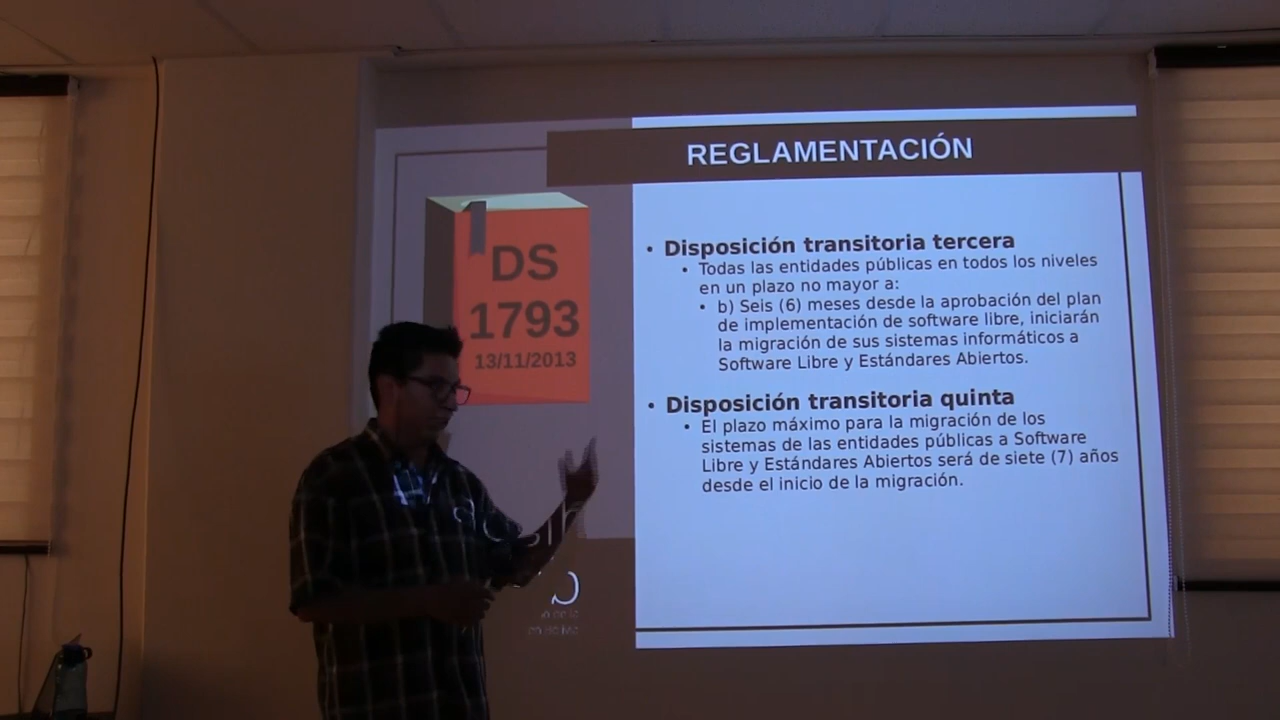 REGLAMENTACIÓN
DS
1793
13/11/2013
• Disposición transitoria tercera
• Todas las entidades públicas en todos los niveles
en un plazo no mayor a:
• b) Seis (6) meses desde la aprobación del plan
de implementación de software libre, iniciarán
la migración de sus sistemas informáticos a
Software Libre y Estándares Abiertos.
• Disposición transitoria quinta
• El plazo máximo para la migración de los
sistemas de las entidades públicas a Software
Libre y Estándares Abiertos será de siete (7) años
desde el inicio de la migración.